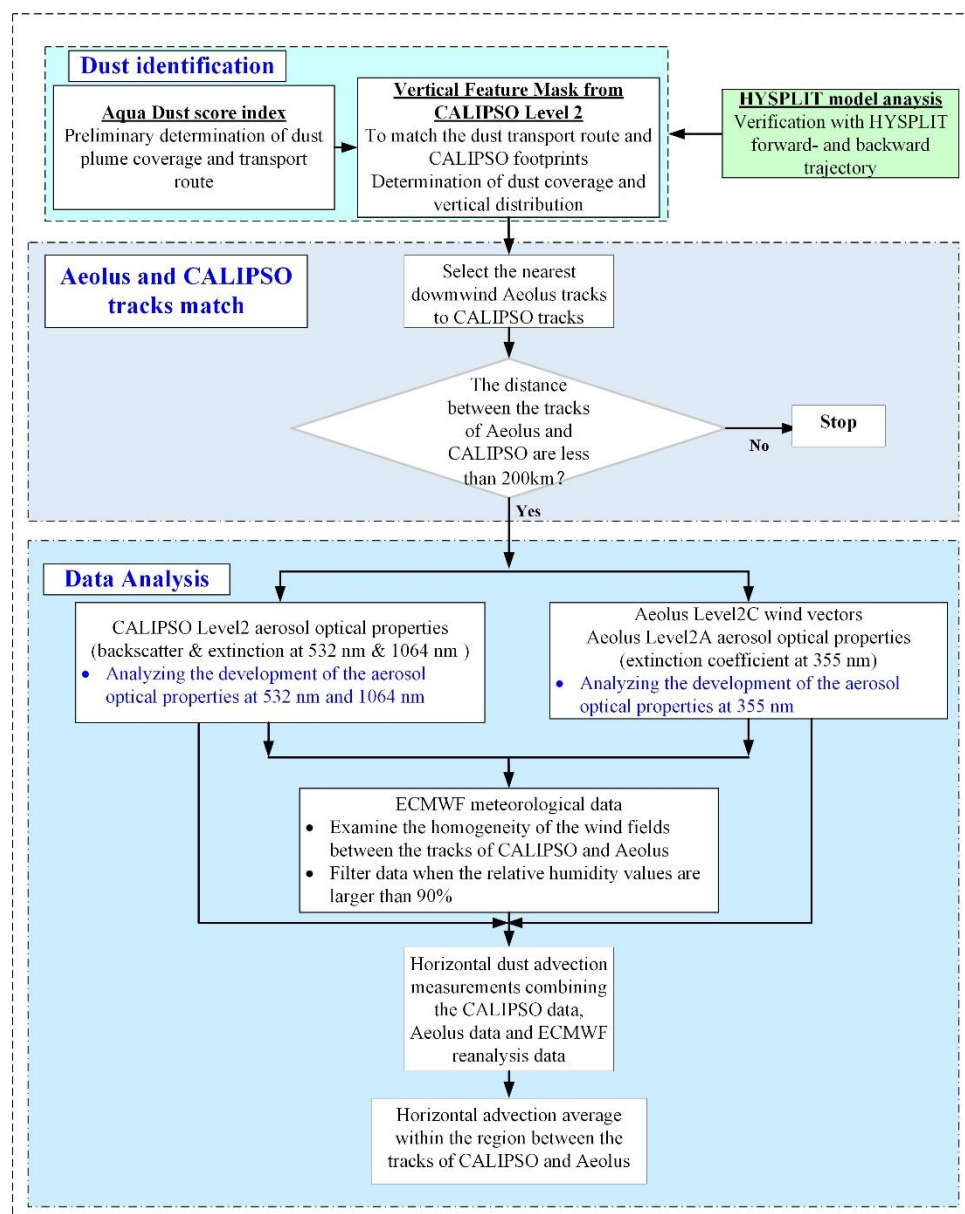 Dust identification
Aqua Dust score index
Preliminary determination of dust
plume coverage and transport
route
Vertical Feature Mask from
CALIPSO Level 2
To match the dust transport route and
CALIPSO footprints
Determination of dust coverage and
vertical distribution
HYSPLIT model anaysis
Verification with HYSPLIT
forward- and backward
trajectory
Aeolus and CALIPSO
tracks match
Select the nearest
dowmwind Aeolus tracks
to CALIPSO tracks
The distance
between the tracks
of Aeolus and
CALIPSO are less
than 200km?
No
Stop
Yes
Data Analysis
CALIPSO Level2 aerosol optical properties
(backscatter & extinction at 532 nm & 1064 nm )
• Analyzing the development of the aerosol
optical properties at 532 nm and 1064 nm
Aeolus Level2C wind vectors
Aeolus Level2A aerosol optical properties
(extinction coefficient at 355 nm)
• Analyzing the development of the aerosol
optical properties at 355 nm
ECMWF meteorological data
• Examine the homogeneity of the wind fields
between the tracks of CALIPSO and Aeolus
• Filter data when the relative humidity values are
larger than 90%
Horizontal dust advection
measurements combining
the CALIPSO data,
Aeolus data and ECMWF
reanalysis data
Horizontal advection average
within the region between the
tracks of CALIPSO and Aeolus